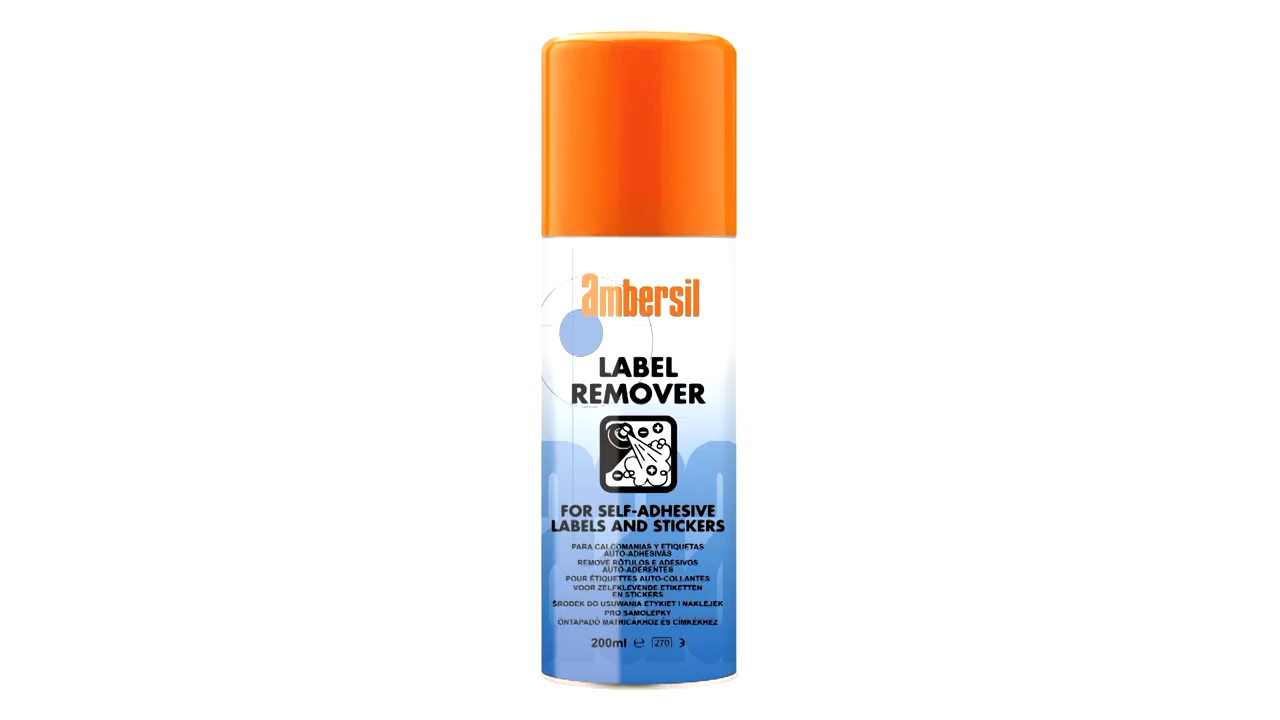 ambersil
LABEL
REMOVER
FOR SELF-ADHESIVE
LABELS AND STICKERS
PARA CALCOMANIAS Y ETIQUETAS
AUTO-ADHESIVAS
REMOVE RÓTULOS E ADESIVOS
AUTO-ADERENTES
POUR ÉTIQUETTES AUTO-COLLANTES
VOOR ZELFKLEVENDE ETIKETTEN
EN STICKERS
ŚRODEK DO USUWANIA ETYKIET I NAKLEJEK
PRO SAMOLEPKY
ÖNTAPADÓ MATRICÁKHOZ ÉS CÍMKÉKHEZ
200ml ℮ 270 ɜ